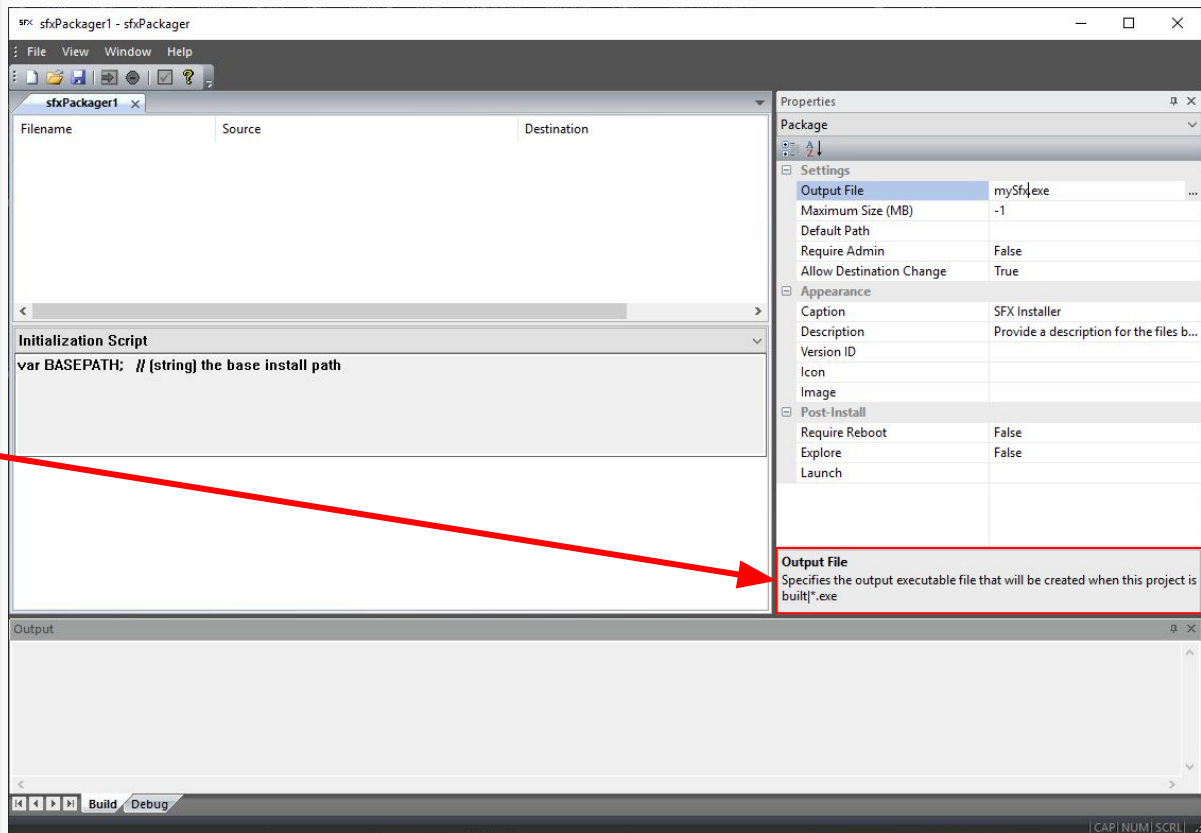 SFX sfxPackager1 - sfxPackager
File View Window Help
sfxPackager1
Filename Source Destination
Initialization Script
var BASEPATH;   // (string) the base install path
Properties
Package
Settings
Output File mySfx.exe ...
Maximum Size (MB) -1
Default Path
Require Admin False
Allow Destination Change True
Appearance
Caption SFX Installer
Description Provide a description for the files b...
Version ID
Icon
Image
Post-Install
Require Reboot False
Explore False
Launch
Output File
Specifies the output executable file that will be created when this project is
built|*.exe
Output
Build Debug
CAP NUM SCRL